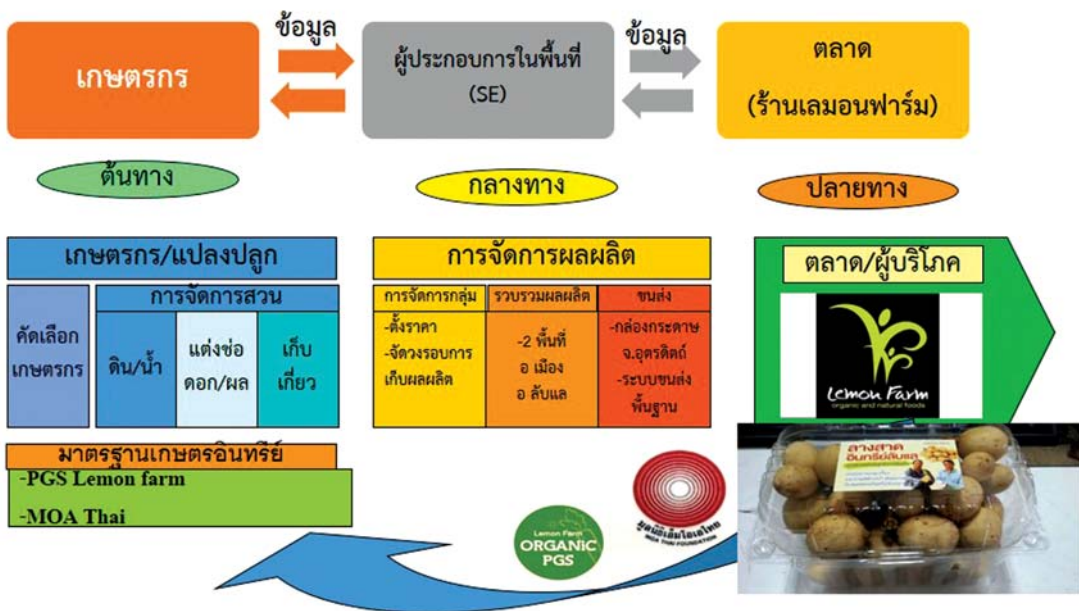 ข้อมูล
ข้อมูล
เกษตรกร
ผู้ประกอบการในพื้นที่
(SE)
ตลาด
(ร้านเลมอนฟาร์ม)
ต้นทาง
กลางทาง
ปลายทาง
เกษตรกร/แปลงปลูก
คัดเลือก
เกษตรกร
การจัดการสวน
ดิน/น้ำ
แต่งช่อ
ดอก/ผล
เก็บ
เกี่ยว
มาตรฐานเกษตรอินทรีย์
-PGS Lemon farm
-MOA Thai
การจัดการผลผลิต
การจัดการกลุ่ม
-ตั้งราคา
-จัดวงรอบการ
เก็บผลผลิต
รวบรวมผลผลิต
-2 พื้นที่
อ เมือง
อ ลับแล
ขนส่ง
-กล่องกระดาษ
จ.อุตรดิตถ์
-ระบบขนส่ง
พื้นฐาน
ตลาด/ผู้บริโภค
Lemon Farm
organic and natural foods
Lemon Farm
ORGANIC
PGS
มูลนิธิเอ็มโอเอไทย
MOA THAI FOUNDATION
ลางสาด
อินทรีย์ลับแล